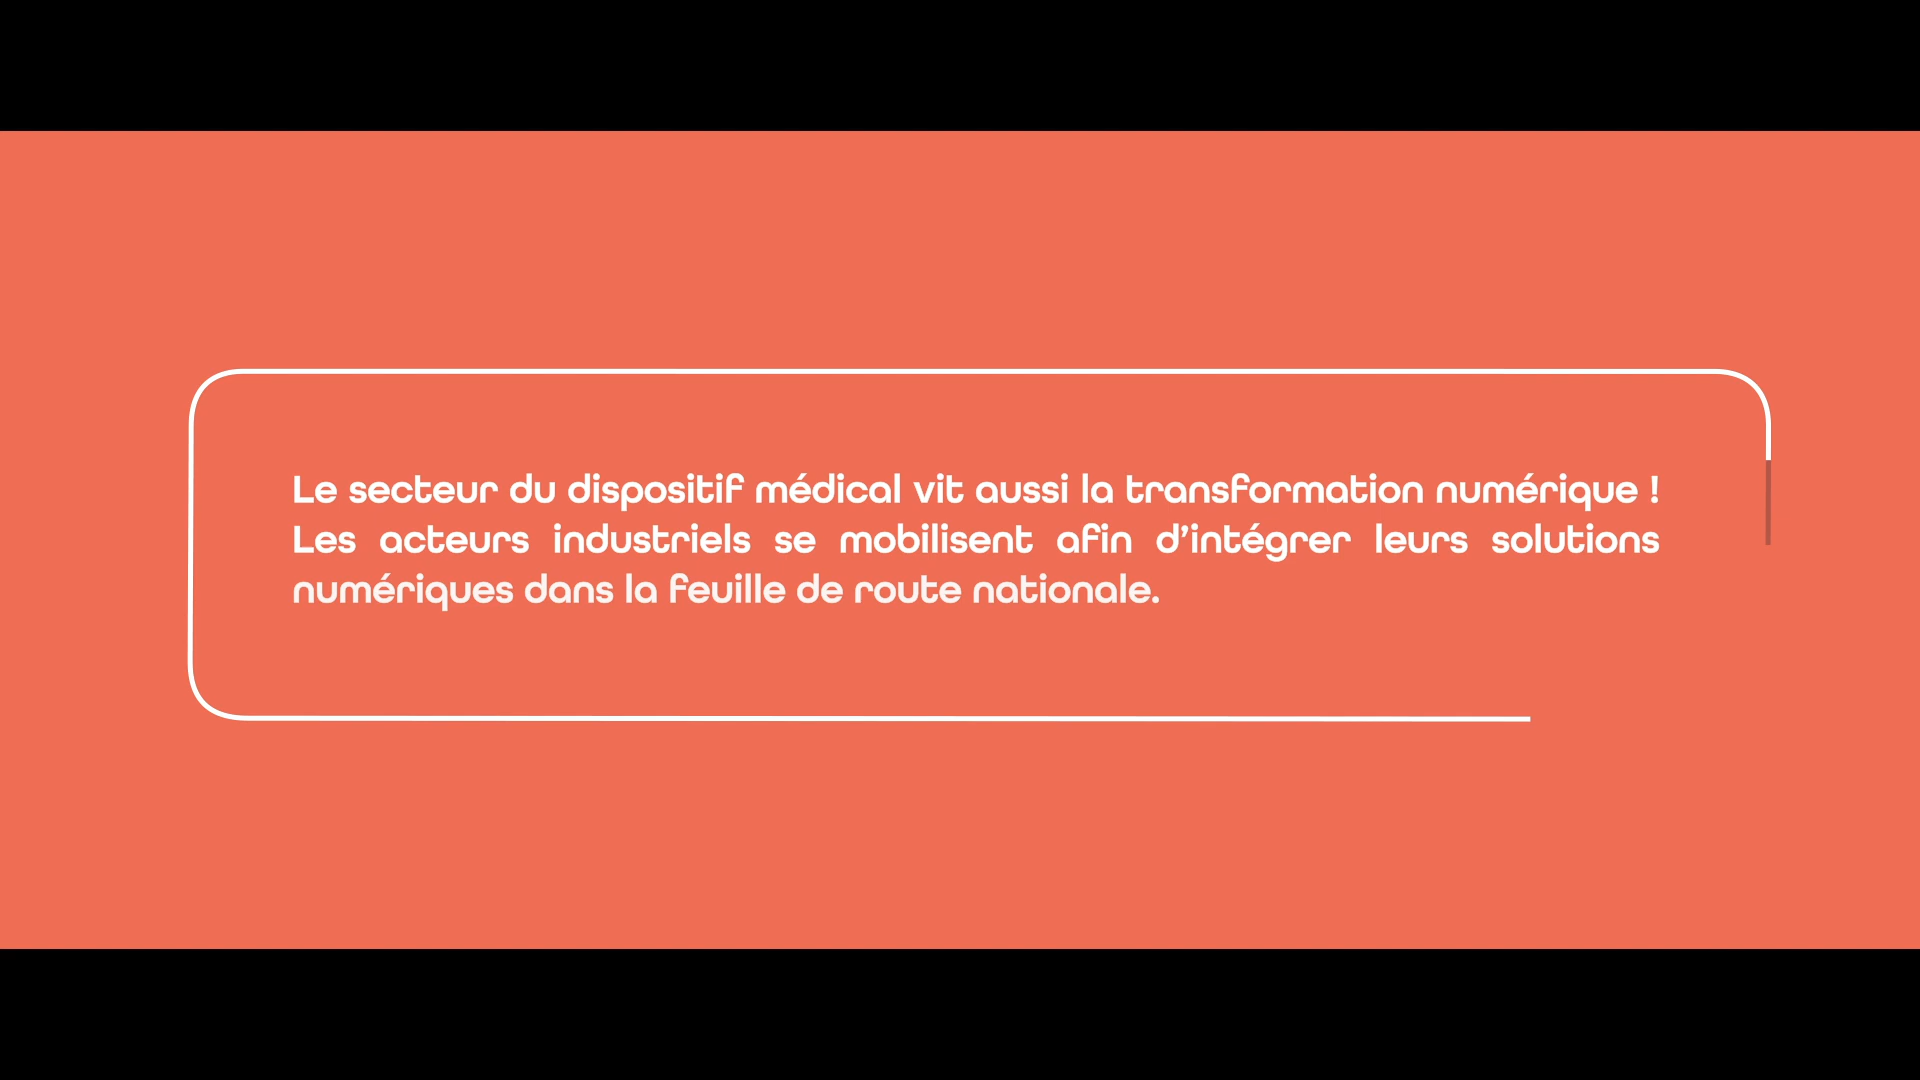 Le secteur du dispositif médical vit aussi la transformation numérique !
Les acteurs industriels se mobilisent afin d’intégrer leurs solutions
numériques dans la feuille de route nationale.